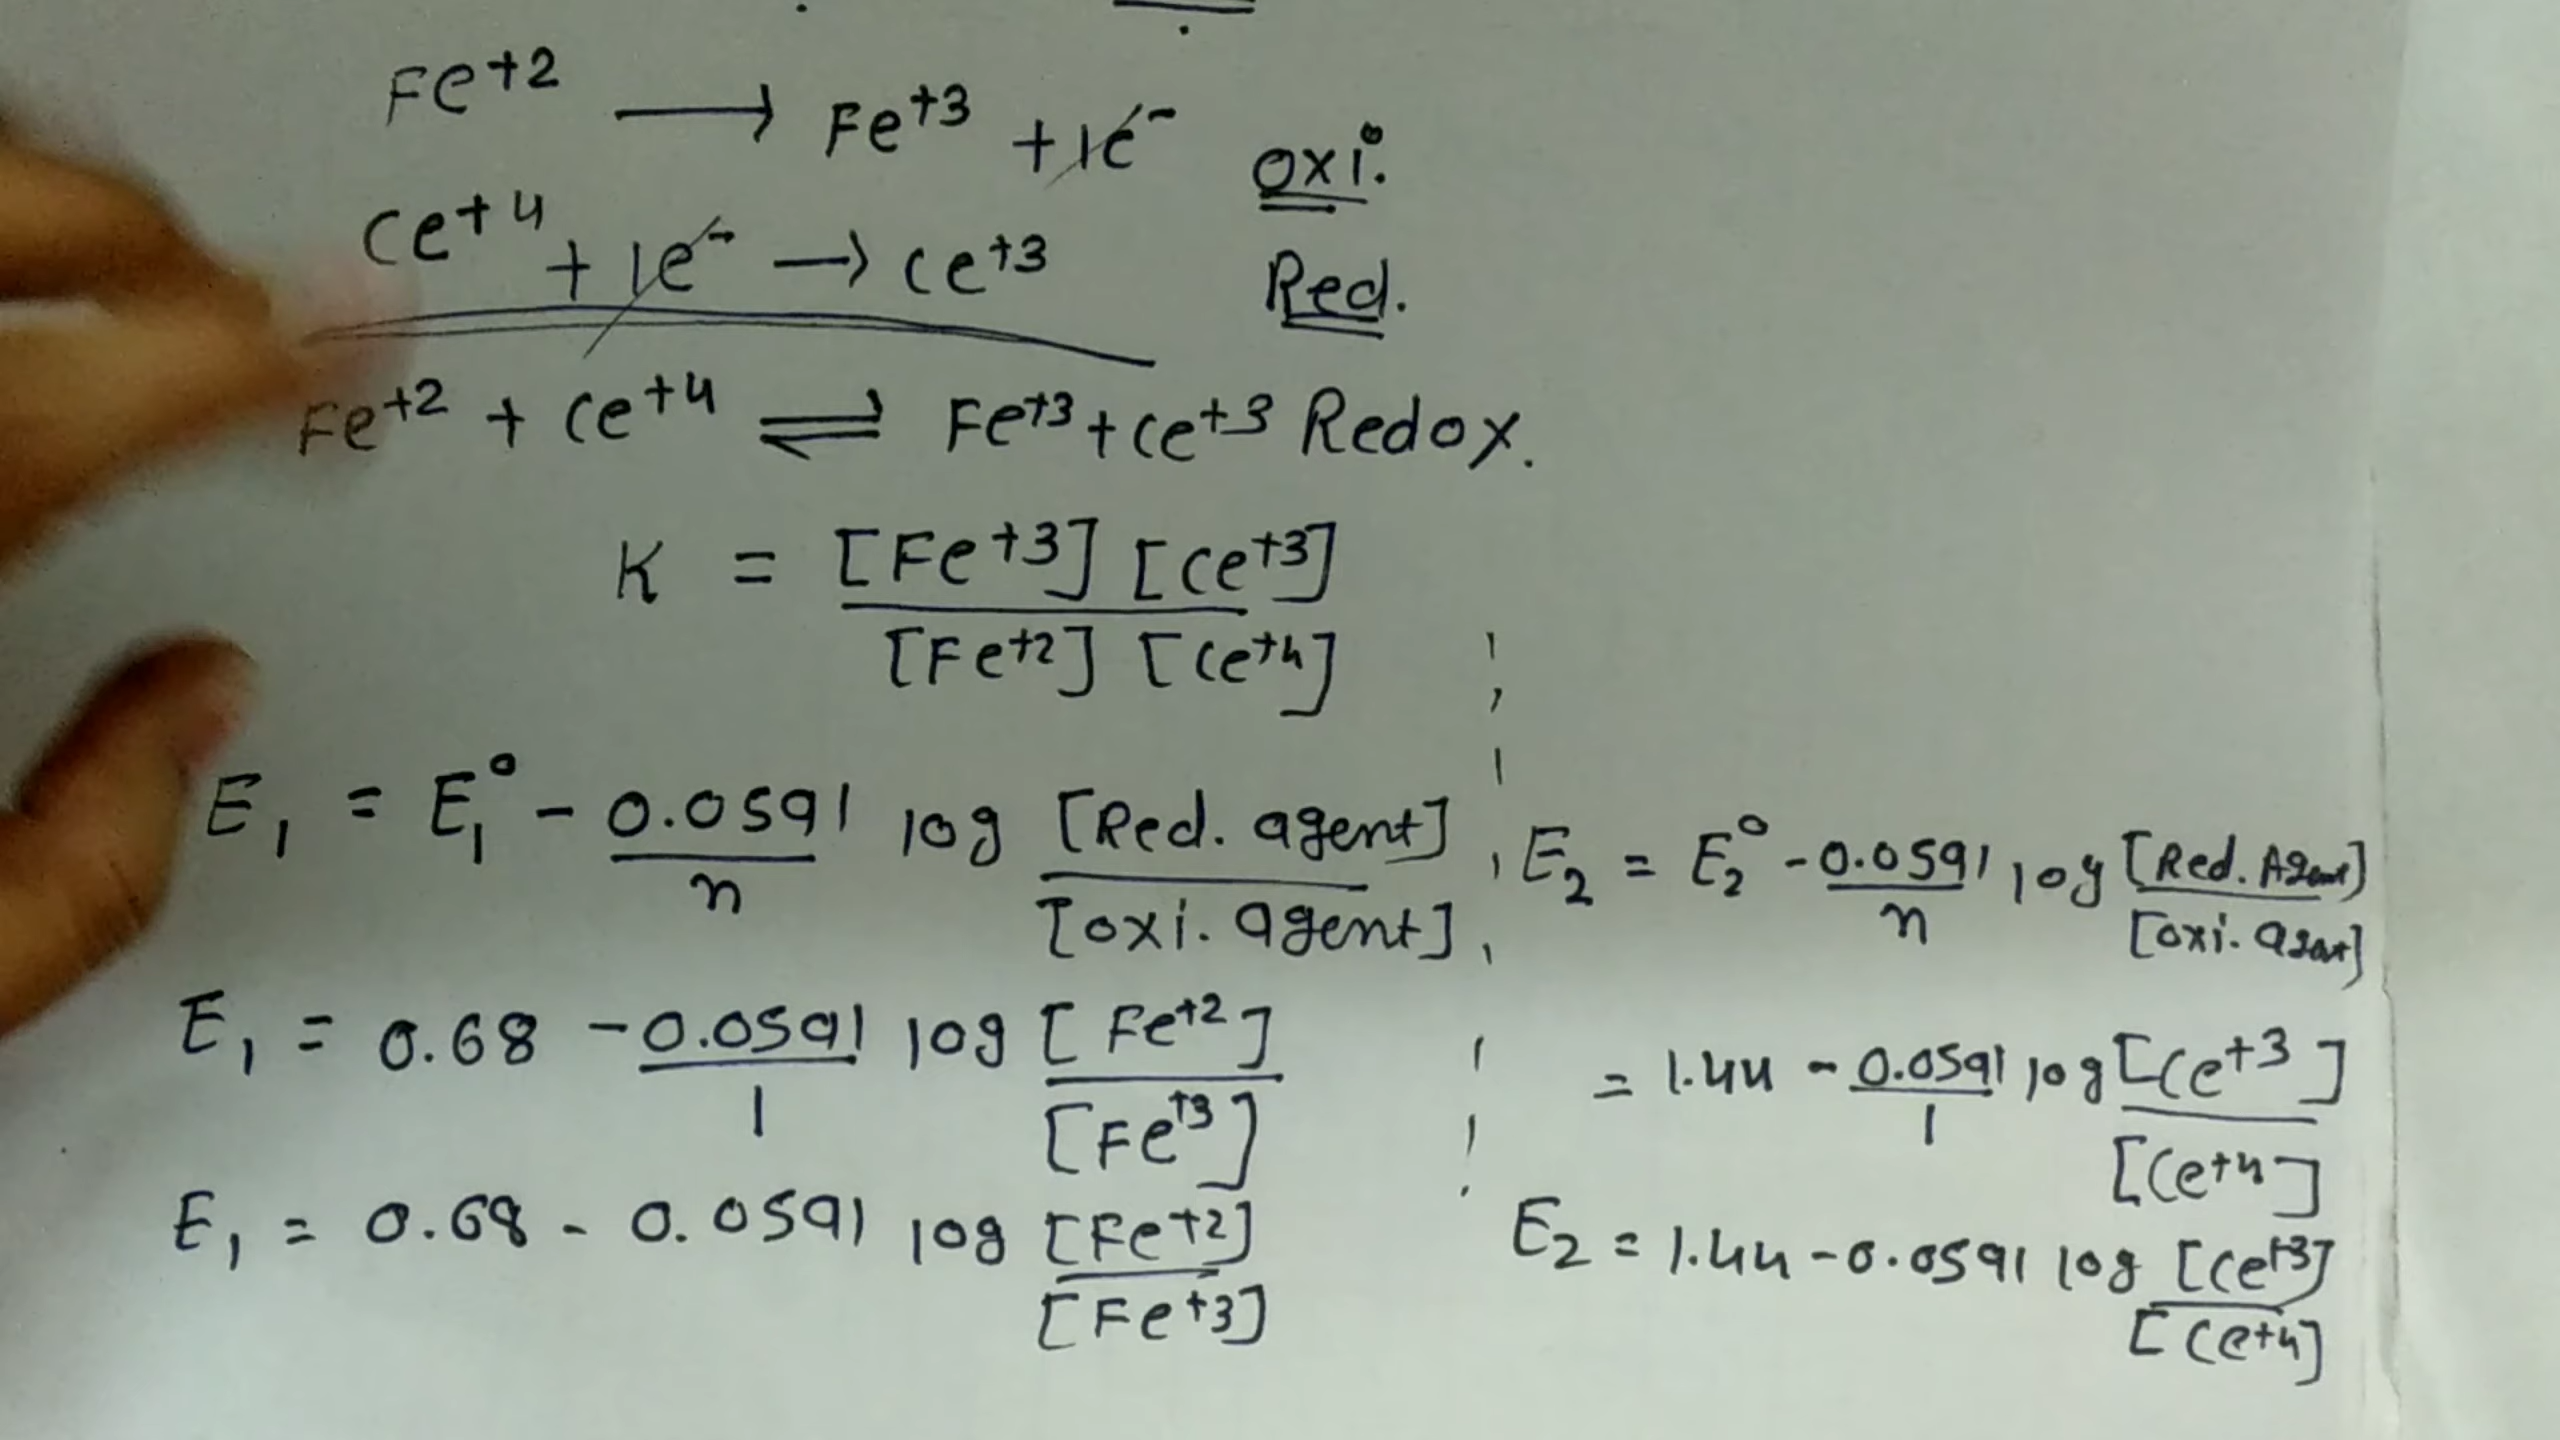 Fe+2 → Fe+3 + 1e- oxi.
Ce+4 + 1e- → Ce+3 Red.
Fe+2 + Ce+4 ⇌ Fe+3 + Ce+3 Redox.
K = [Fe+3] [Ce+3]
[Fe+2] [Ce+4]
E1 = E1° - 0.0591 log [Red. agent]
n [oxi. agent]
E1 = 0.68 - 0.0591 log [Fe+2]
1 [Fe+3]
E1 = 0.68 - 0.0591 log [Fe+2]
[Fe+3]
E2 = E2° - 0.0591 log [Red. Agent]
n [oxi. agent]
= 1.44 - 0.0591 log [Ce+3]
1 [Ce+4]
E2 = 1.44 - 0.0591 log [Ce+3]
[Ce+4]